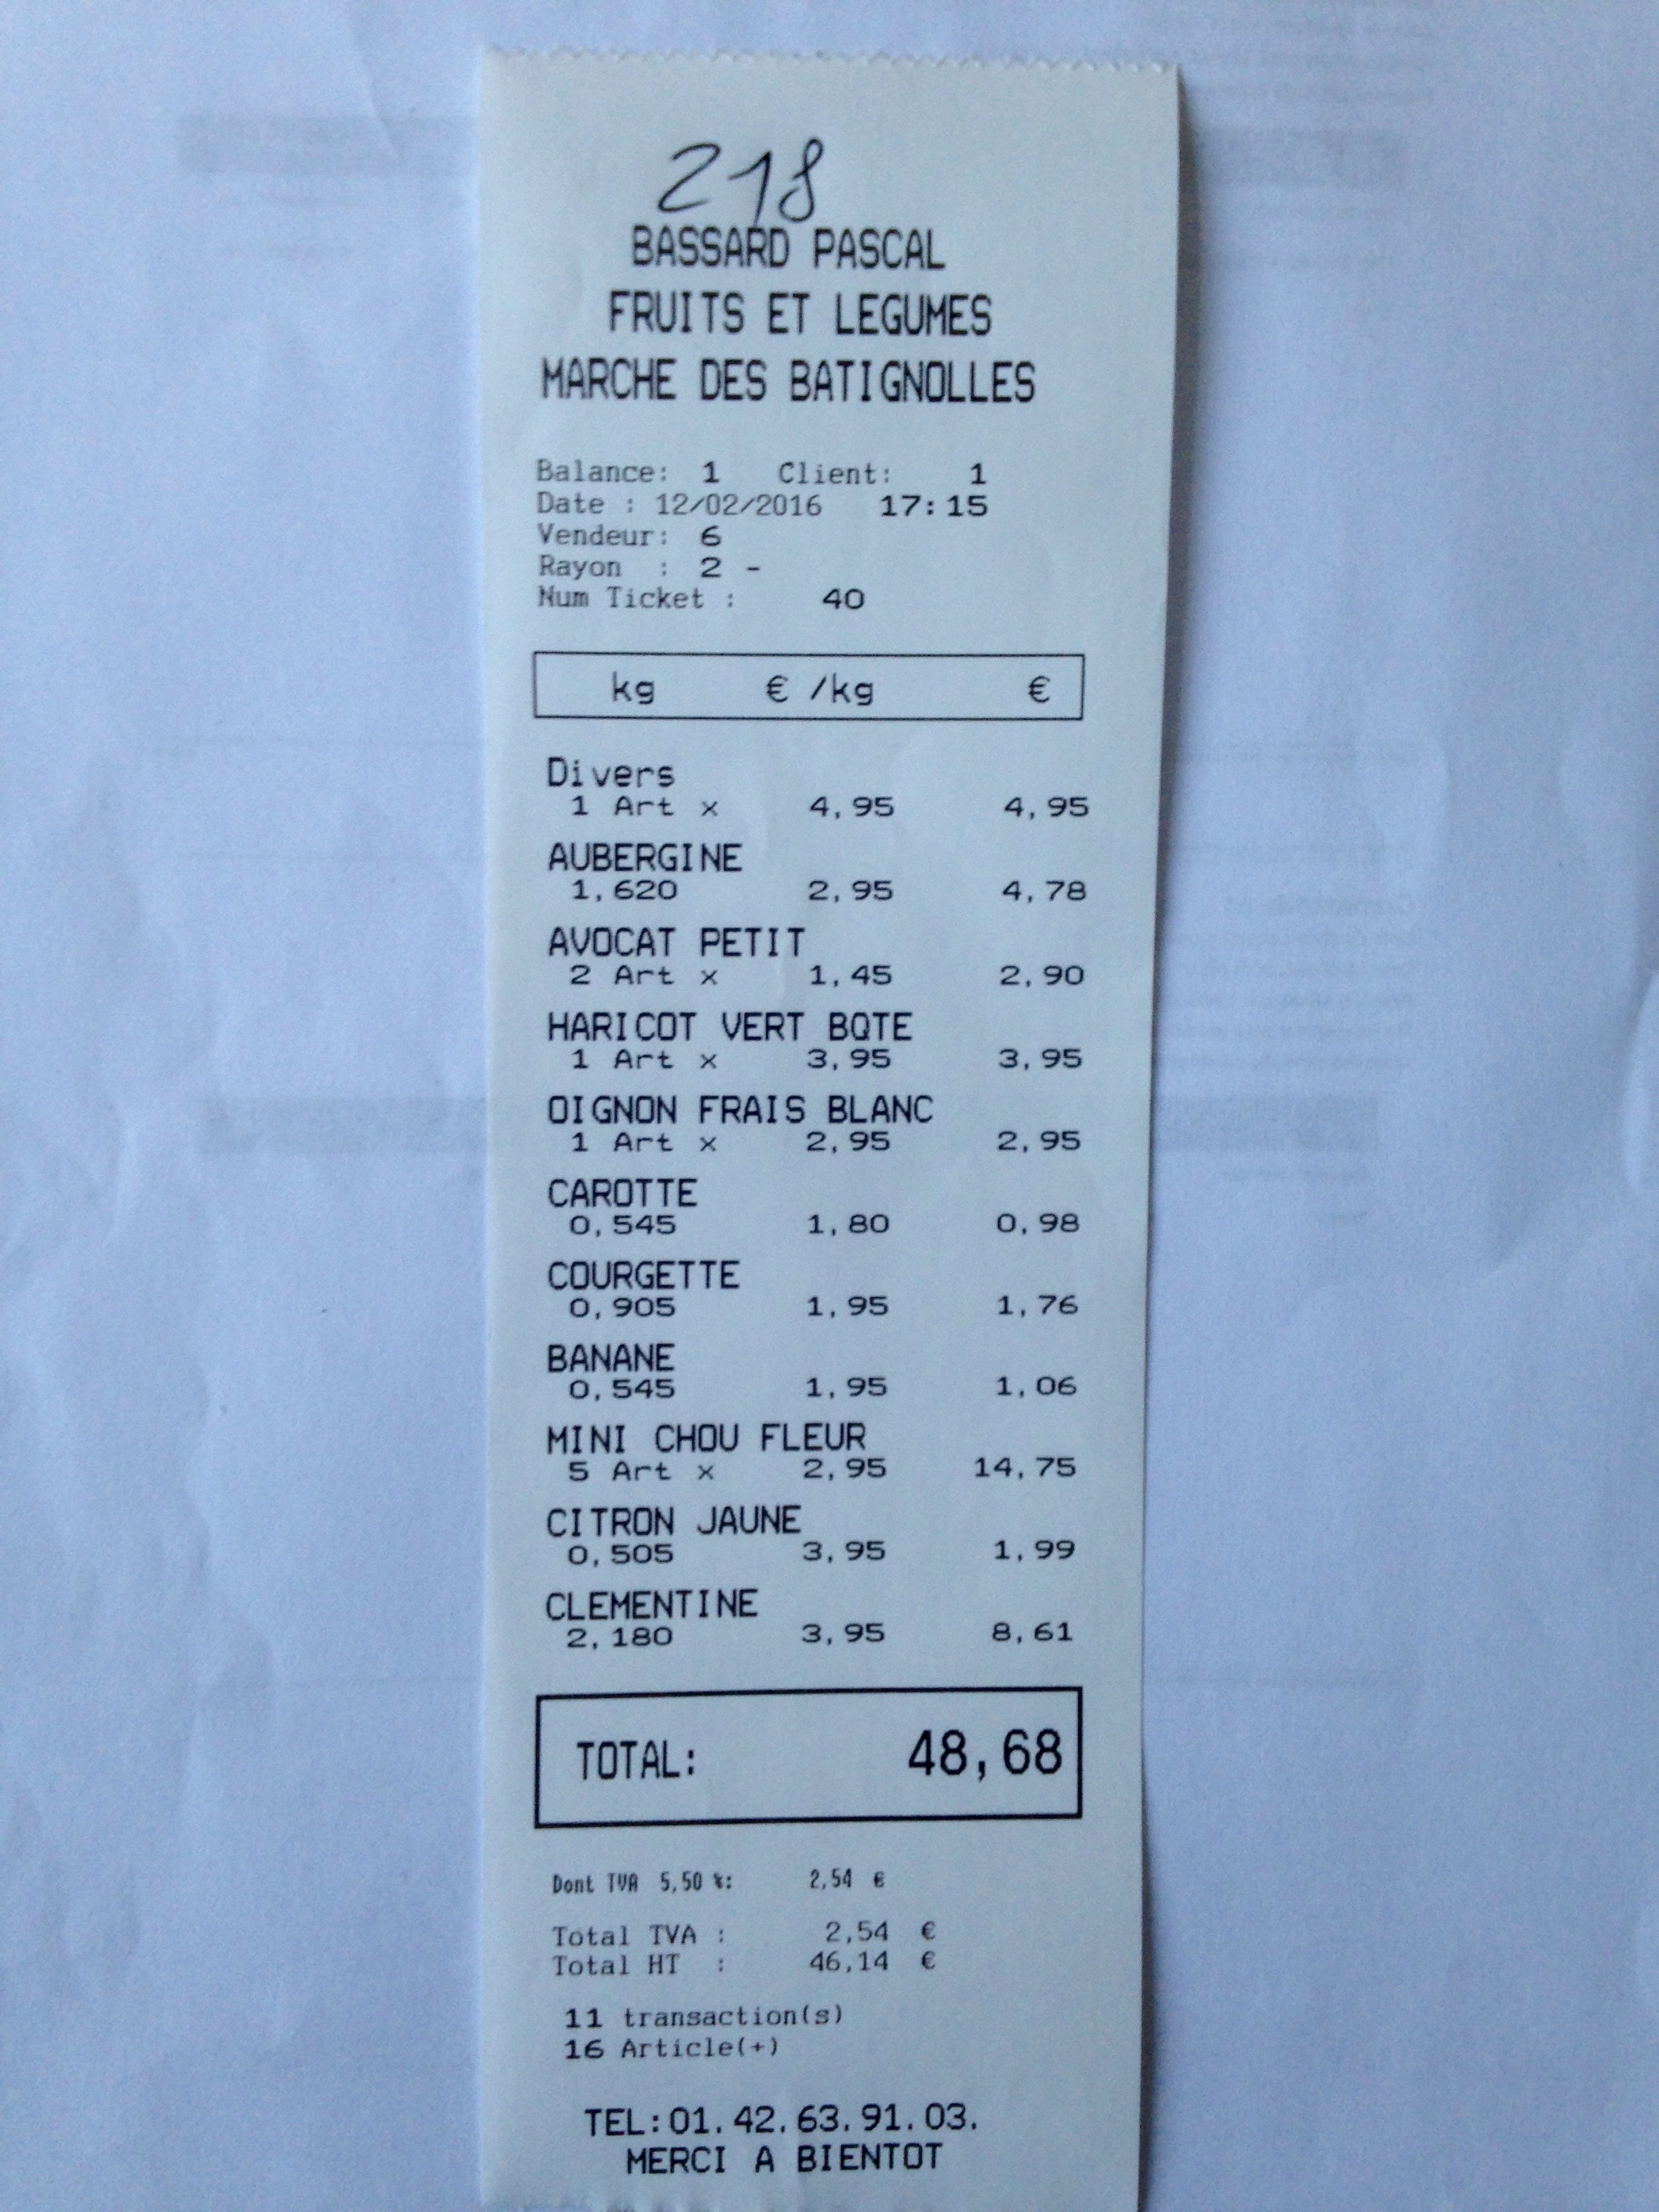 218
BASSARD PASCAL
FRUITS ET LEGUMES
MARCHE DES BATIGNOLLES
Balance: 1 Client: 1
Date : 12/02/2016 17:15
Vendeur: 6
Rayon : 2 -
Num Ticket : 40
kg € /kg €
Divers
1 Art x 4,95 4,95
AUBERGINE
1,620 2,95 4,78
AVOCAT PETIT
2 Art x 1,45 2,90
HARICOT VERT BQTE
1 Art x 3,95 3,95
OIGNON FRAIS BLANC
1 Art x 2,95 2,95
CAROTTE
0,545 1,80 0,98
COURGETTE
0,905 1,95 1,76
BANANE
0,545 1,95 1,06
MINI CHOU FLEUR
5 Art x 2,95 14,75
CITRON JAUNE
0,505 3,95 1,99
CLEMENTINE
2,180 3,95 8,61
TOTAL: 48,68
Dont TVA 5,50 %: 2,54 €
Total TVA : 2,54 €
Total HT : 46,14 €
11 transaction(s)
16 Article(+)
TEL:01.42.63.91.03.
MERCI A BIENTOT